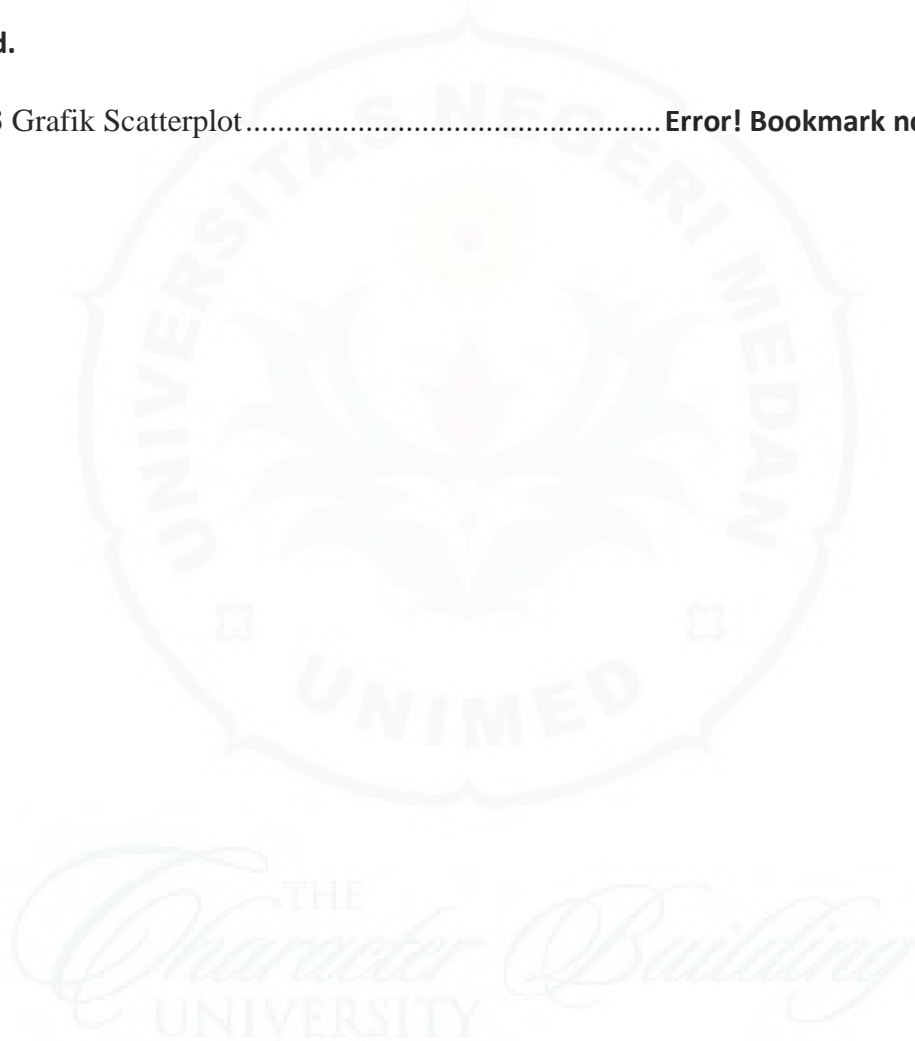 d.
3 Grafik Scatterplot....................................................Error! Bookmark no
UNIVERSITAS NEGERI MEDAN
UNIMED
THE
Character Building
UNIVERSITY